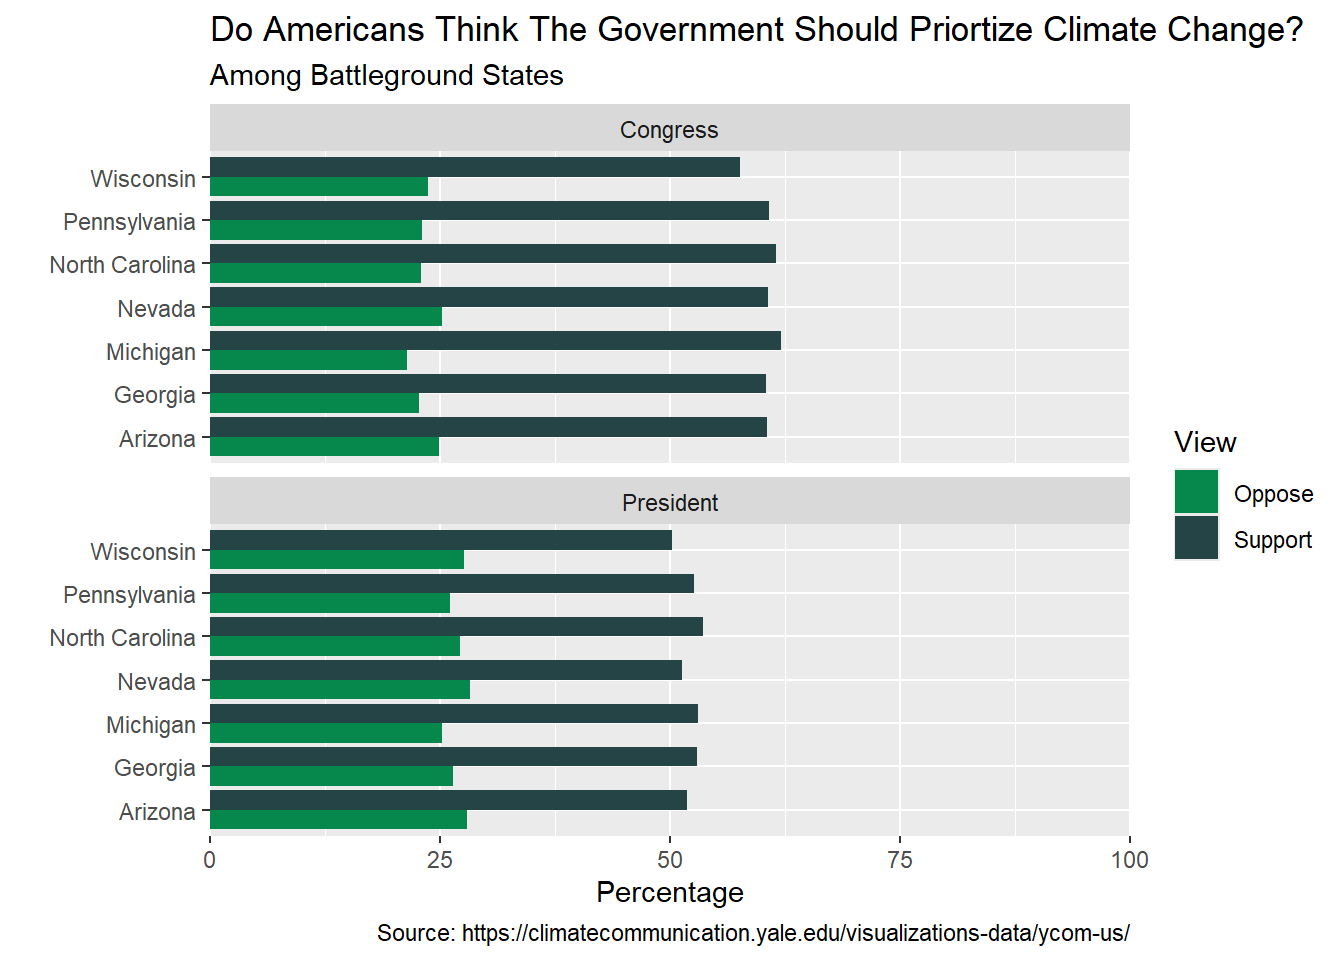 Do Americans Think The Government Should Priortize Climate Change?
Among Battleground States
Congress
Wisconsin
Pennsylvania
North Carolina
Nevada
Michigan
Georgia
Arizona
President
Wisconsin
Pennsylvania
North Carolina
Nevada
Michigan
Georgia
Arizona
0 25 50 75 100
Percentage
View
Oppose
Support
Source: https://climatecommunication.yale.edu/visualizations-data/ycom-us/